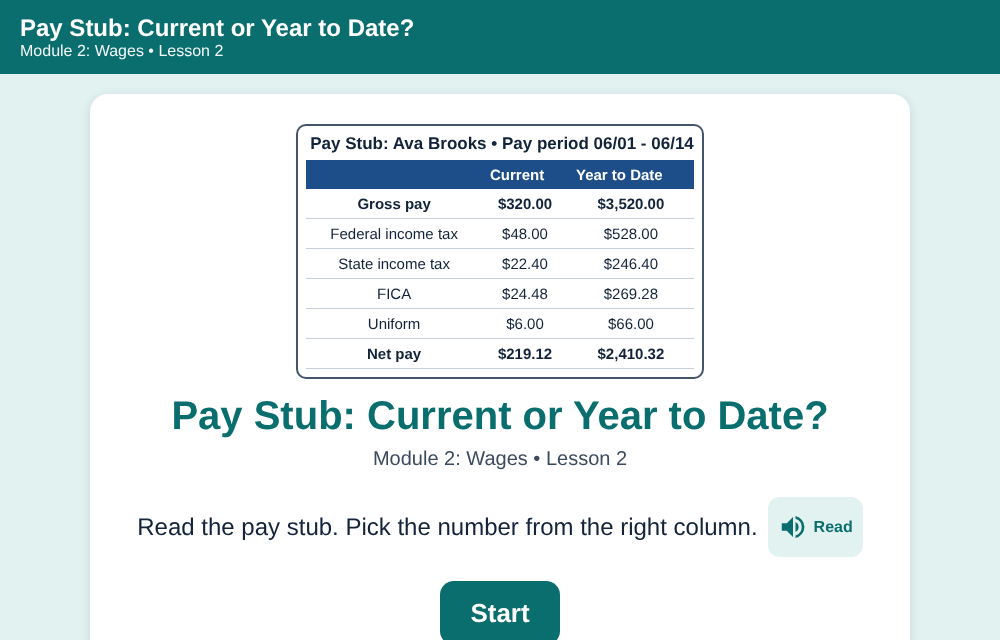 Pay Stub: Current or Year to Date?
Module 2: Wages • Lesson 2
Pay Stub: Ava Brooks • Pay period 06/01 - 06/14
Current Year to Date
Gross pay $320.00 $3,520.00
Federal income tax $48.00 $528.00
State income tax $22.40 $246.40
FICA $24.48 $269.28
Uniform $6.00 $66.00
Net pay $219.12 $2,410.32
Pay Stub: Current or Year to Date?
Module 2: Wages • Lesson 2
Read the pay stub. Pick the number from the right column. Read
Start